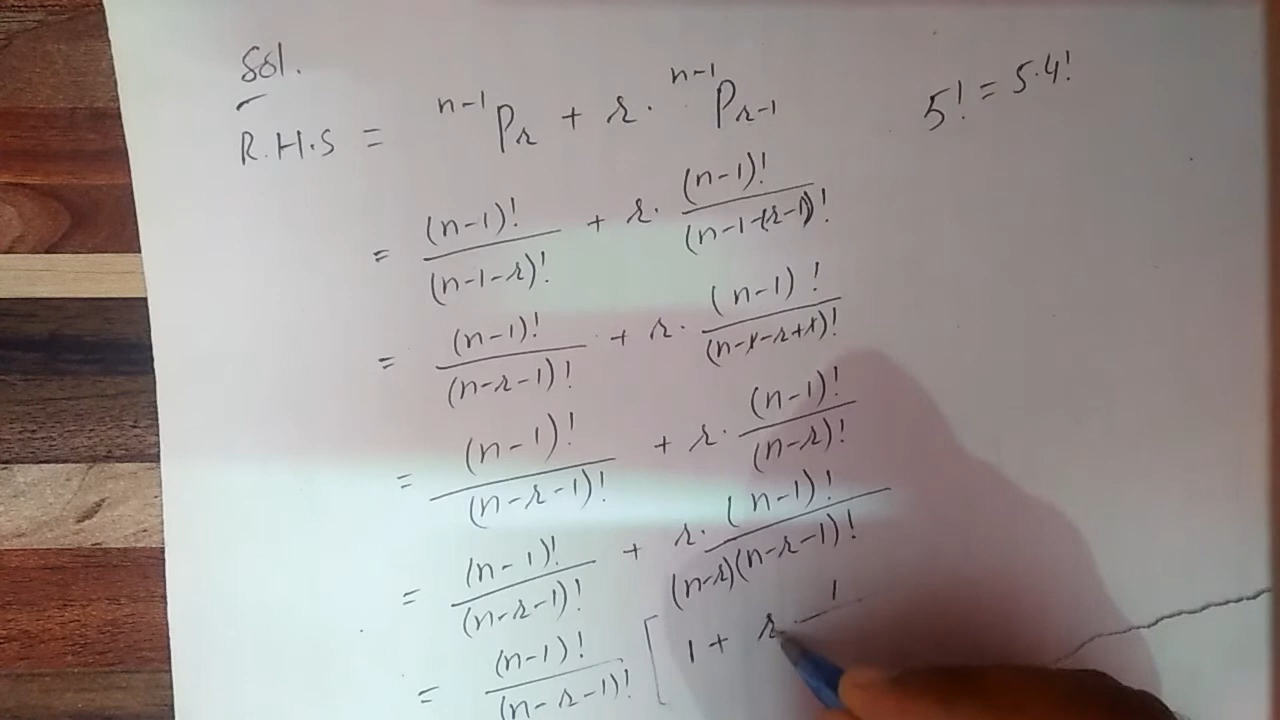 Sol.
R.H.S = ⁿ⁻¹Pᵣ + r · ⁿ⁻¹Pᵣ₋₁
5! = 5·4!
= (n-1)!/(n-1-r)! + r · (n-1)!/(n-1-(r-1))!
= (n-1)!/(n-r-1)! + r · (n-1)!/(n-1-r+1)!
= (n-1)!/(n-r-1)! + r · (n-1)!/(n-r)!
= (n-1)!/(n-r-1)! + r·(n-1)!/(n-r)(n-r-1)!
= (n-1)!/(n-r-1)! [ 1 + r · 1/